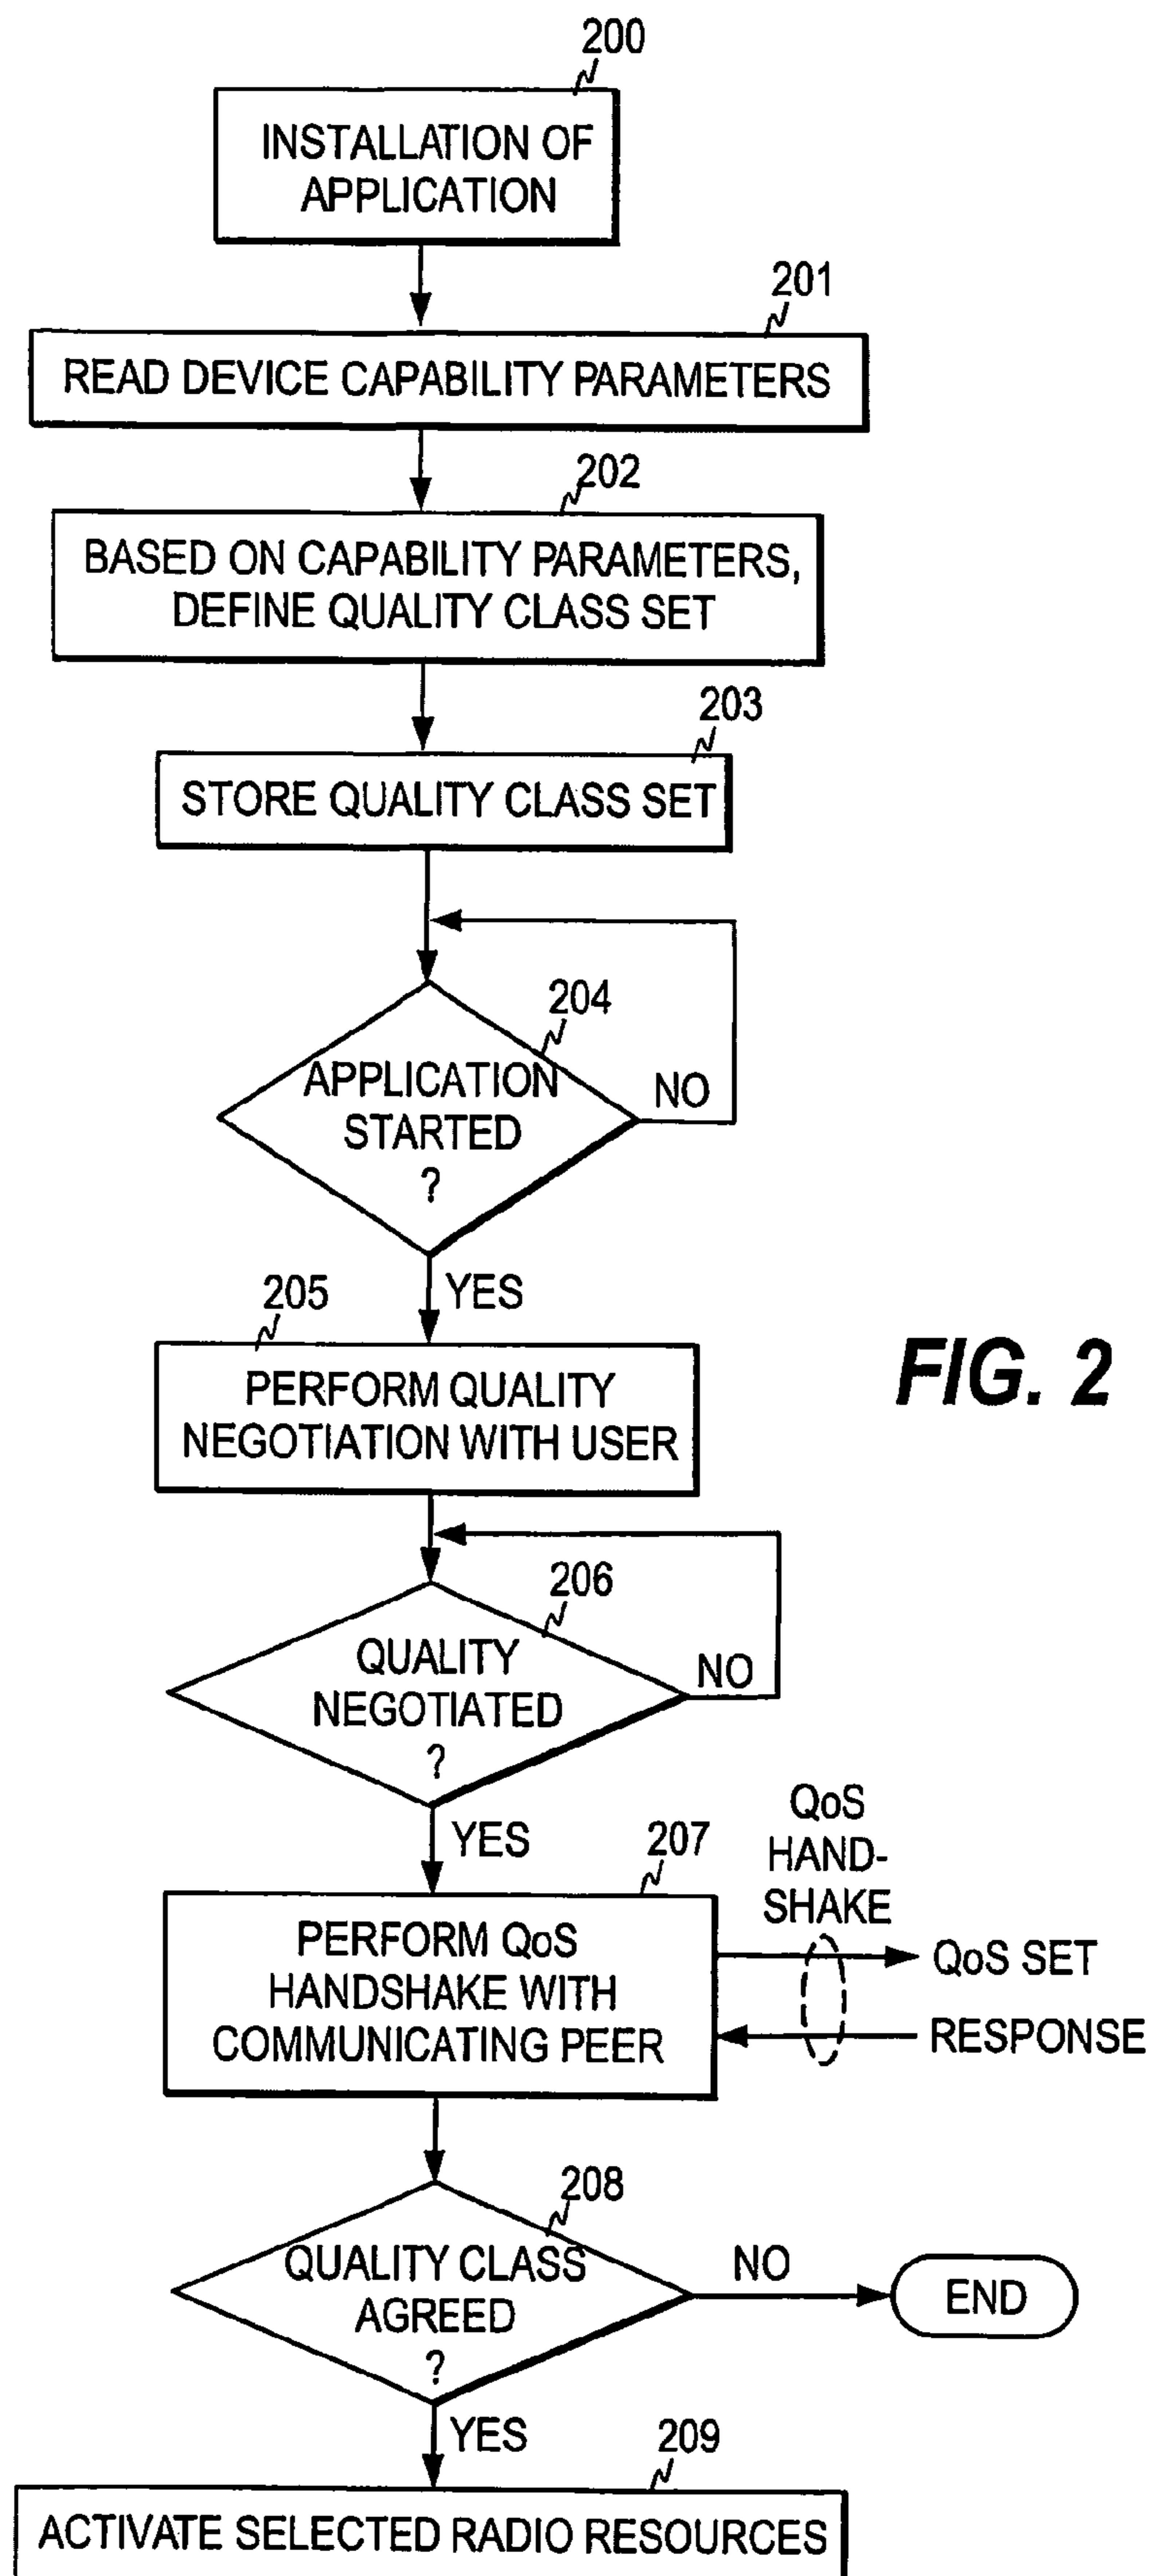 200
INSTALLATION OF
APPLICATION
201
READ DEVICE CAPABILITY PARAMETERS
202
BASED ON CAPABILITY PARAMETERS,
DEFINE QUALITY CLASS SET
203
STORE QUALITY CLASS SET
204
APPLICATION
STARTED
?
NO
YES
205
PERFORM QUALITY
NEGOTIATION WITH USER
FIG. 2
206
QUALITY
NEGOTIATED
?
NO
YES
207
PERFORM QoS
HANDSHAKE WITH
COMMUNICATING PEER
QoS
HAND-
SHAKE
QoS SET
RESPONSE
208
QUALITY CLASS
AGREED
?
NO
END
YES
209
ACTIVATE SELECTED RADIO RESOURCES